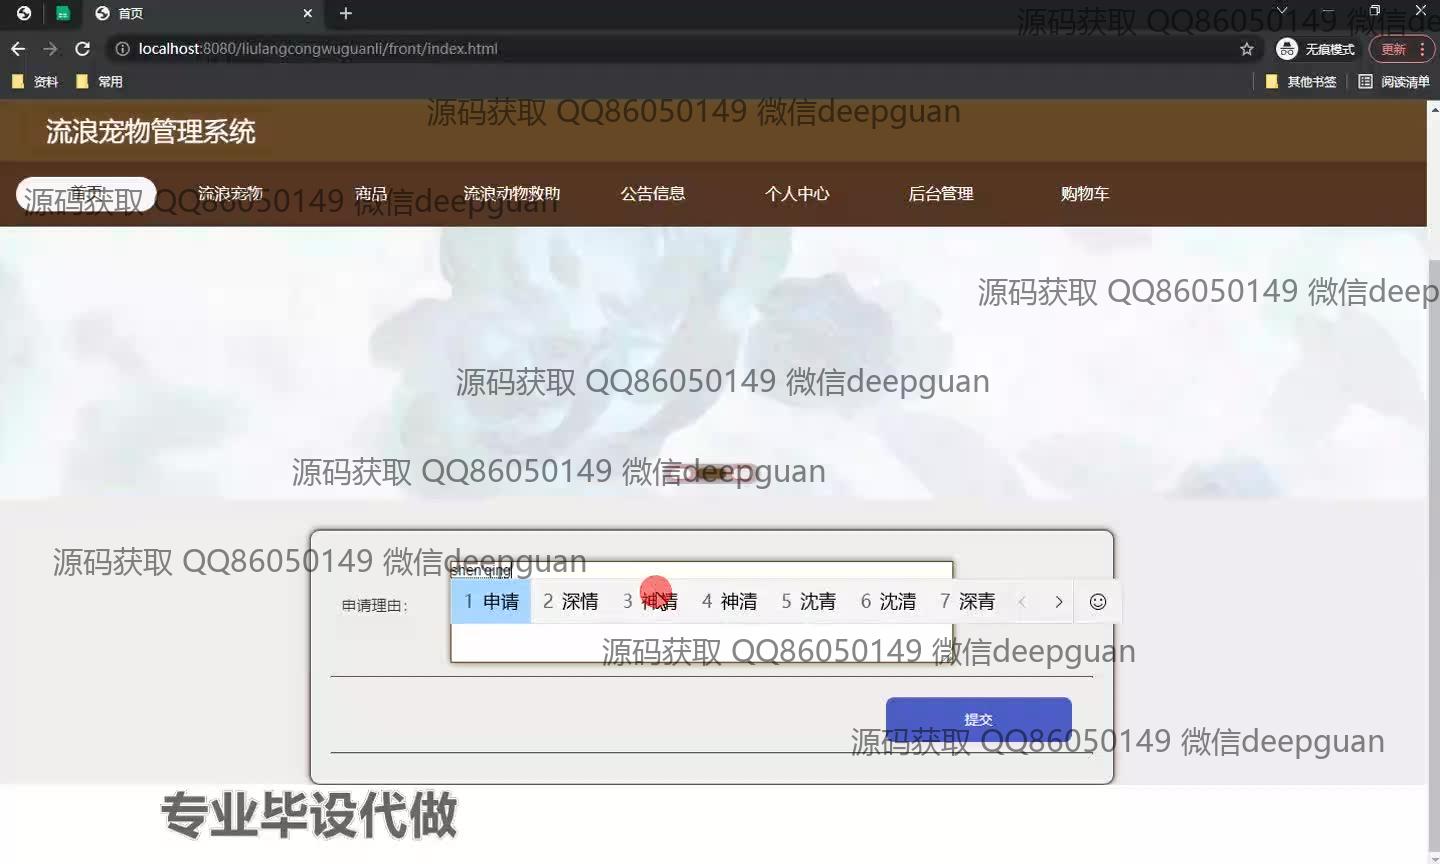 首页
源码获取 QQ86050149 微信de
localhost:8080/liulangcongwuguanli/front/index.html
无痕模式
更新
资料 常用
其他书签 阅读清单
源码获取 QQ86050149 微信deepguan
流浪宠物管理系统
首页 流浪宠物 商品 流浪动物救助 公告信息 个人中心 后台管理 购物车
源码获取 QQ86050149 微信deepguan
源码获取 QQ86050149 微信deep
源码获取 QQ86050149 微信deepguan
源码获取 QQ86050149 微信deepguan
源码获取 QQ86050149 微信deepguan
shen'qing
申请理由：
1 申请 2 深情 3 神情 4 神清 5 沈青 6 沈清 7 深青
源码获取 QQ86050149 微信deepguan
提交
源码获取 QQ86050149 微信deepguan
专业毕设代做